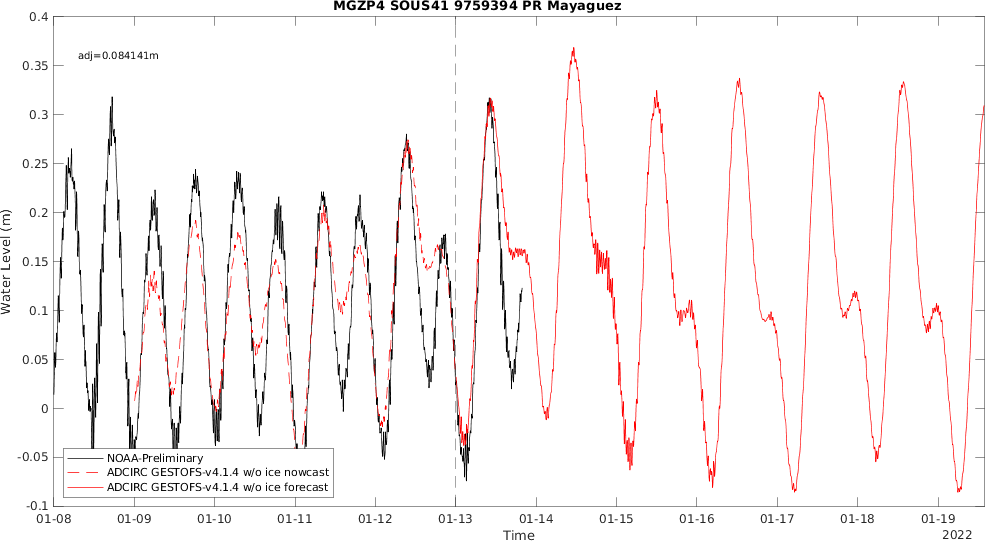 MGZP4 SOUS41 9759394 PR Mayaguez
adj=0.084141m
0.4
0.35
0.3
0.25
0.2
0.15
0.1
0.05
0
-0.05
-0.1
Water Level (m)
NOAA-Preliminary
ADCIRC GESTOFS-v4.1.4 w/o ice nowcast
ADCIRC GESTOFS-v4.1.4 w/o ice forecast
01-08 01-09 01-10 01-11 01-12 01-13 01-14 01-15 01-16 01-17 01-18 01-19
Time
2022